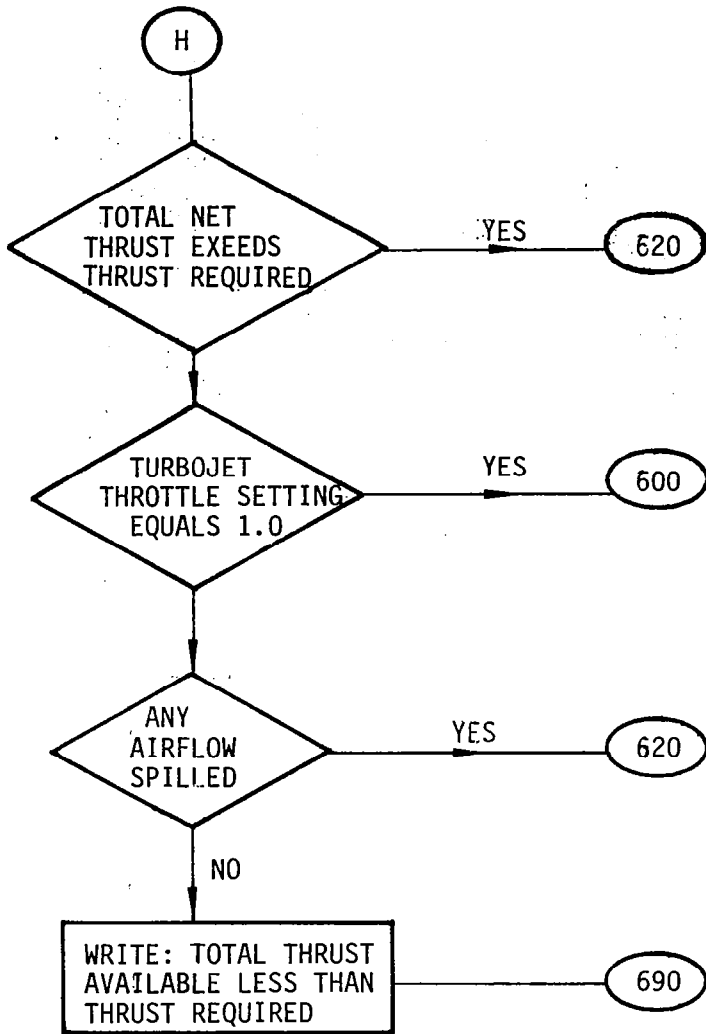 H
TOTAL NET
THRUST EXEEDS
THRUST REQUIRED
YES
620
TURBOJET
THROTTLE SETTING
EQUALS 1.0
YES
600
ANY
AIRFLOW
SPILLED
YES
620
NO
WRITE: TOTAL THRUST
AVAILABLE LESS THAN
THRUST REQUIRED
690